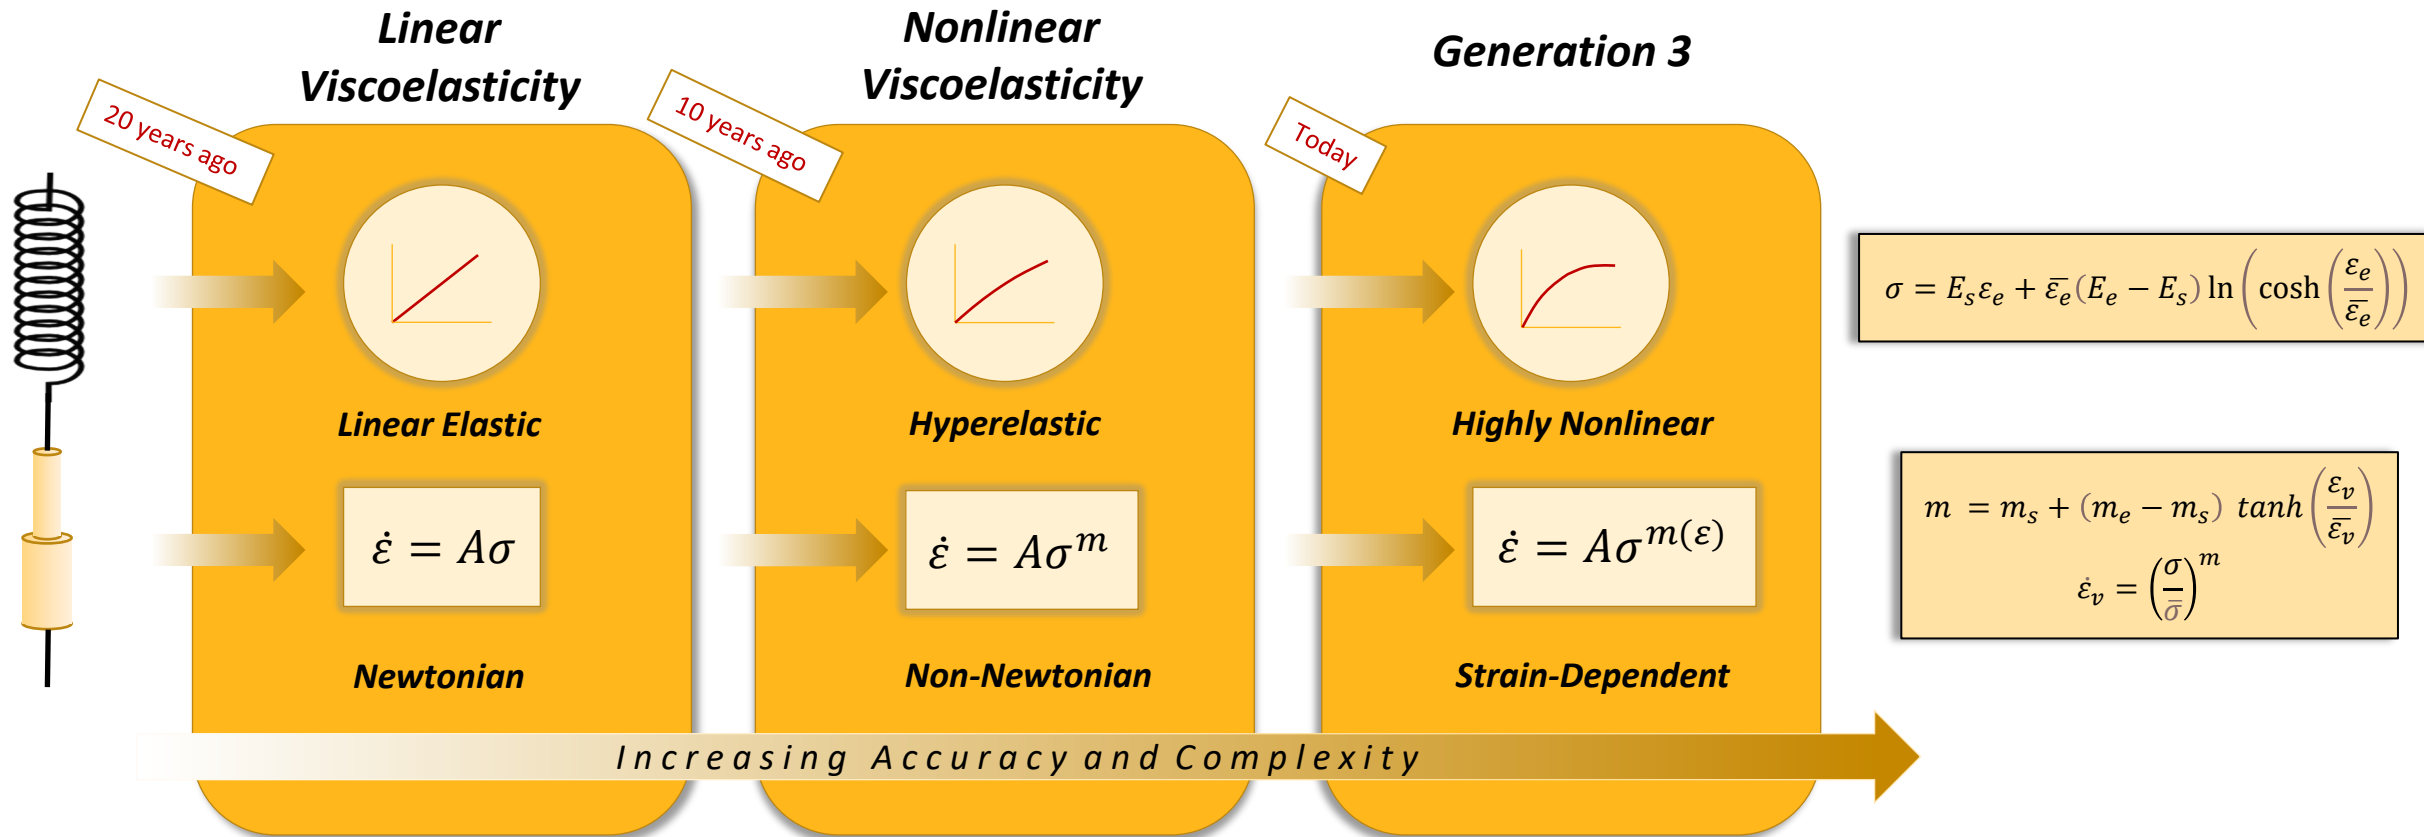 Linear
Viscoelasticity
20 years ago
Linear Elastic
ε̇ = Aσ
Newtonian
Nonlinear
Viscoelasticity
10 years ago
Hyperelastic
ε̇ = Aσ^m
Non-Newtonian
Generation 3
Today
Highly Nonlinear
ε̇ = Aσ^{m(ε)}
Strain-Dependent
σ = E_s ε_e + ε̅_e (E_e − E_s) ln(cosh(ε_e / ε̅_e))
m = m_s + (m_e − m_s) tanh(ε_v / ε̅_v)
ε̇_v = (σ / σ̅)^m
Increasing Accuracy and Complexity